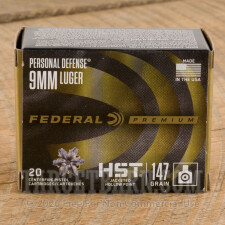 PERSONAL DEFENSE®
9MM LUGER
MADE
IN THE USA
FEDERAL
PREMIUM
20
CENTERFIRE PISTOL
CARTRIDGES/CARTOUCHES
HST
JACKETED
HOLLOW POINT
147
GRAIN